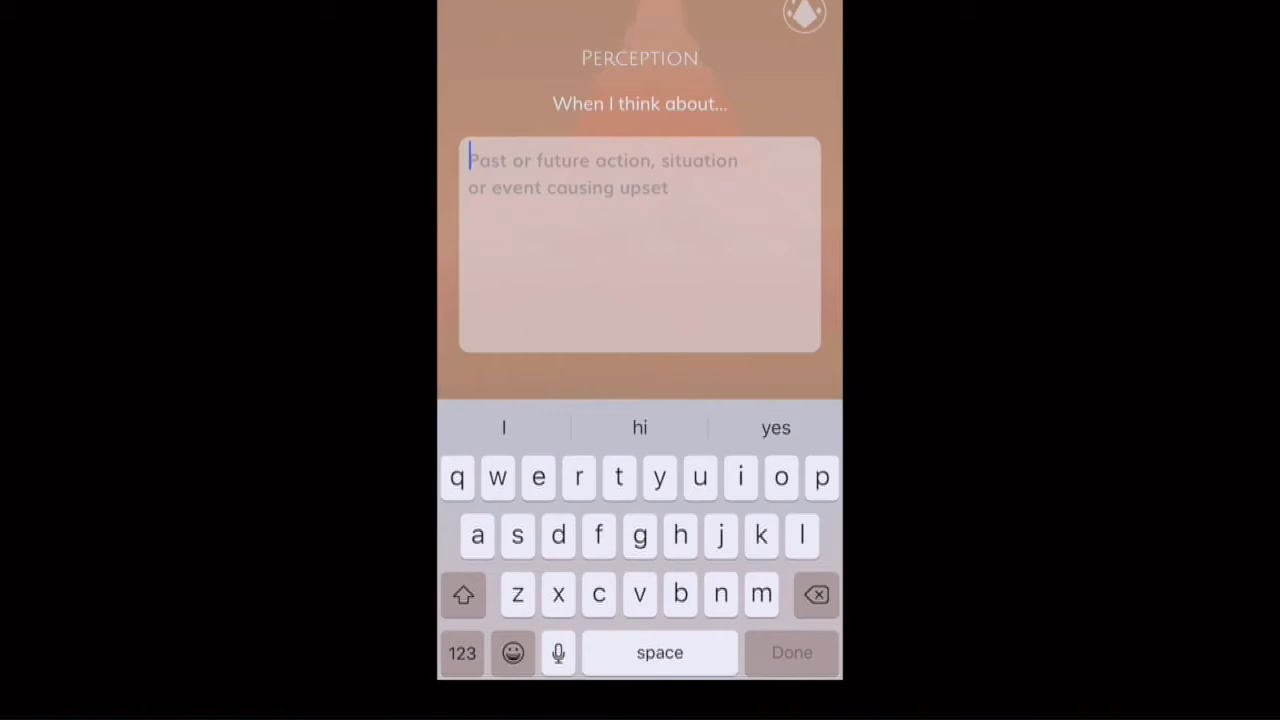 PERCEPTION
When I think about...
Past or future action, situation
or event causing upset
I hi yes
q w e r t y u i o p
a s d f g h j k l
z x c v b n m
123 space Done